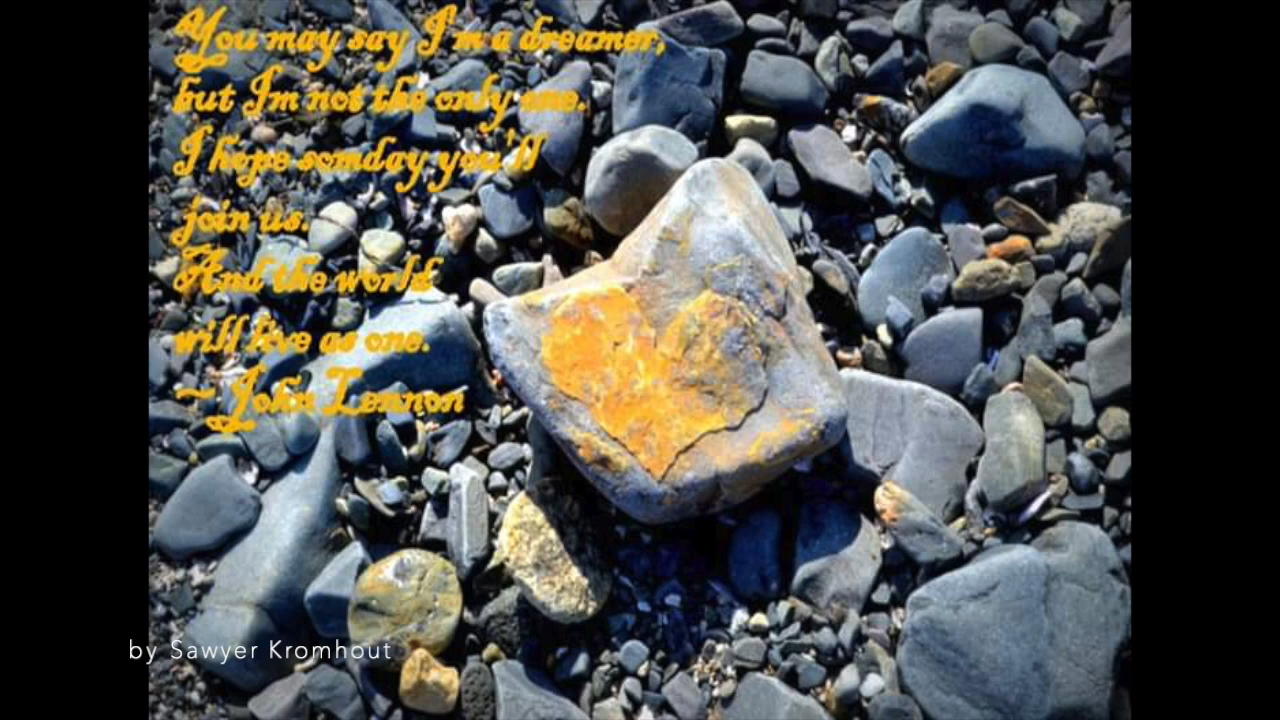 You may say I'm a dreamer,
but Im not the only one.
I hope somday you'll
join us.
And the world
will live as one.
~ John Lennon
by Sawyer Kromhout